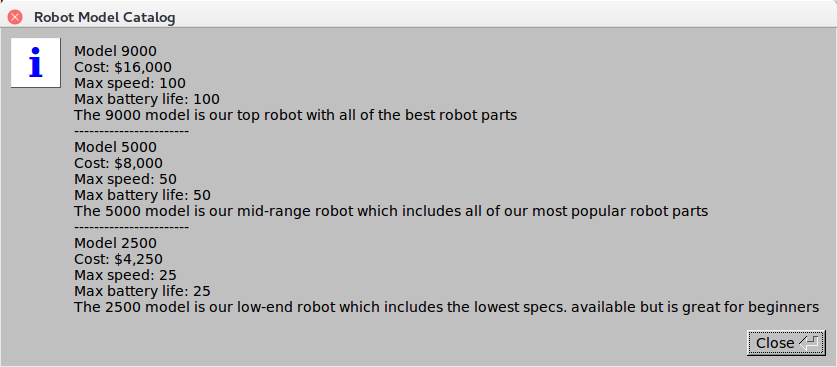 Robot Model Catalog
Model 9000
Cost: $16,000
Max speed: 100
Max battery life: 100
The 9000 model is our top robot with all of the best robot parts
-----------------------
Model 5000
Cost: $8,000
Max speed: 50
Max battery life: 50
The 5000 model is our mid-range robot which includes all of our most popular robot parts
-----------------------
Model 2500
Cost: $4,250
Max speed: 25
Max battery life: 25
The 2500 model is our low-end robot which includes the lowest specs. available but is great for beginners
Close